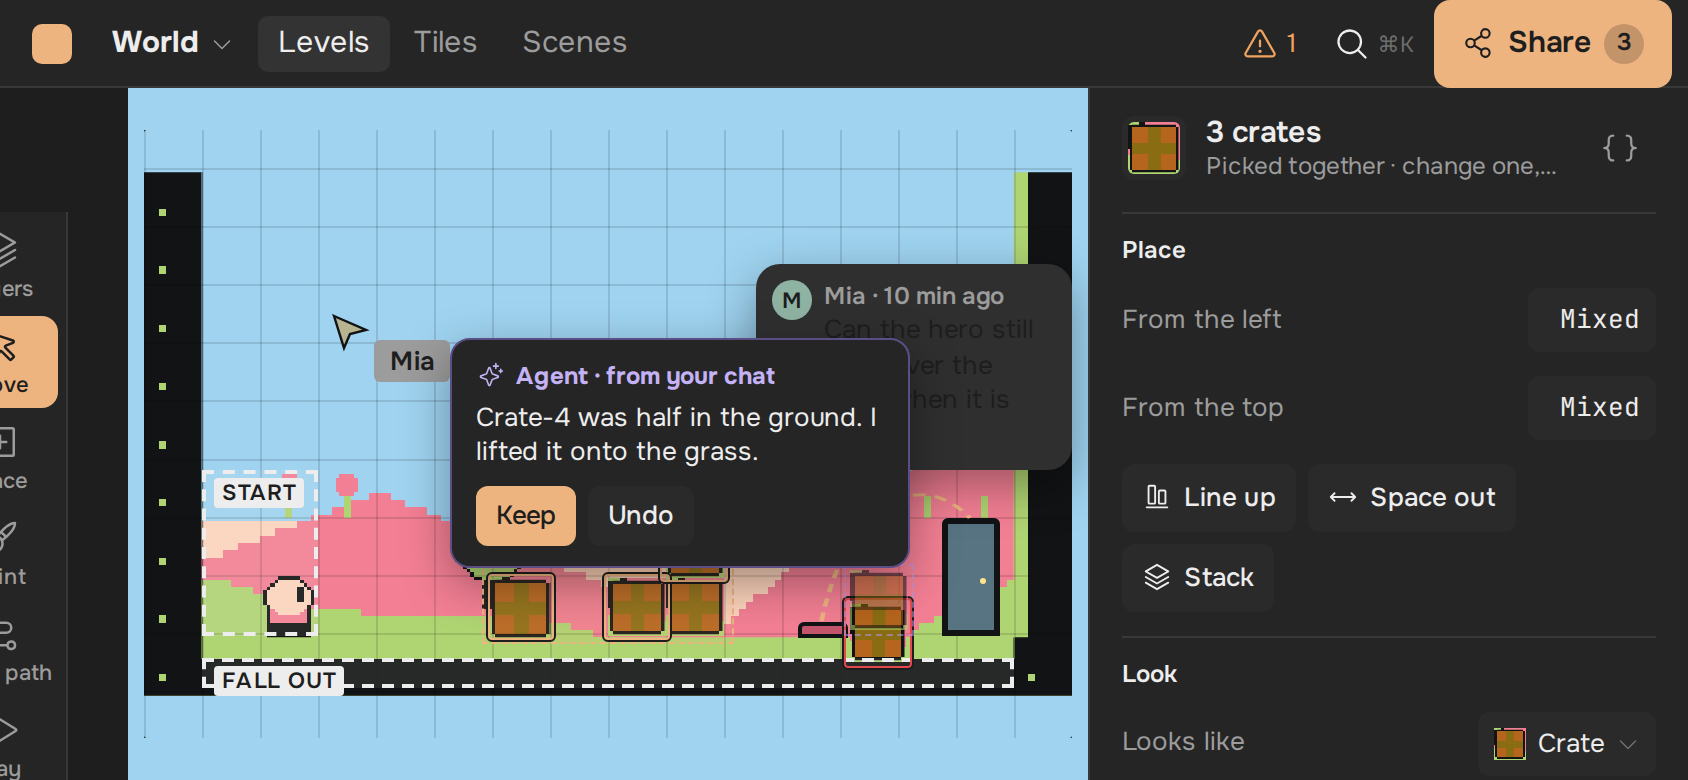 World
Levels
Tiles
Scenes
1
⌘K
Share
3
3 crates
Picked together · change one,...
Place
From the left
Mixed
From the top
Mixed
Line up
Space out
Stack
Look
Looks like
Crate
M
Mia · 10 min ago
Can the hero still
ver the
hen it is
Mia
Agent · from your chat
Crate-4 was half in the ground. I
lifted it onto the grass.
Keep
Undo
START
FALL OUT
ers
ove
ace
int
path
ay